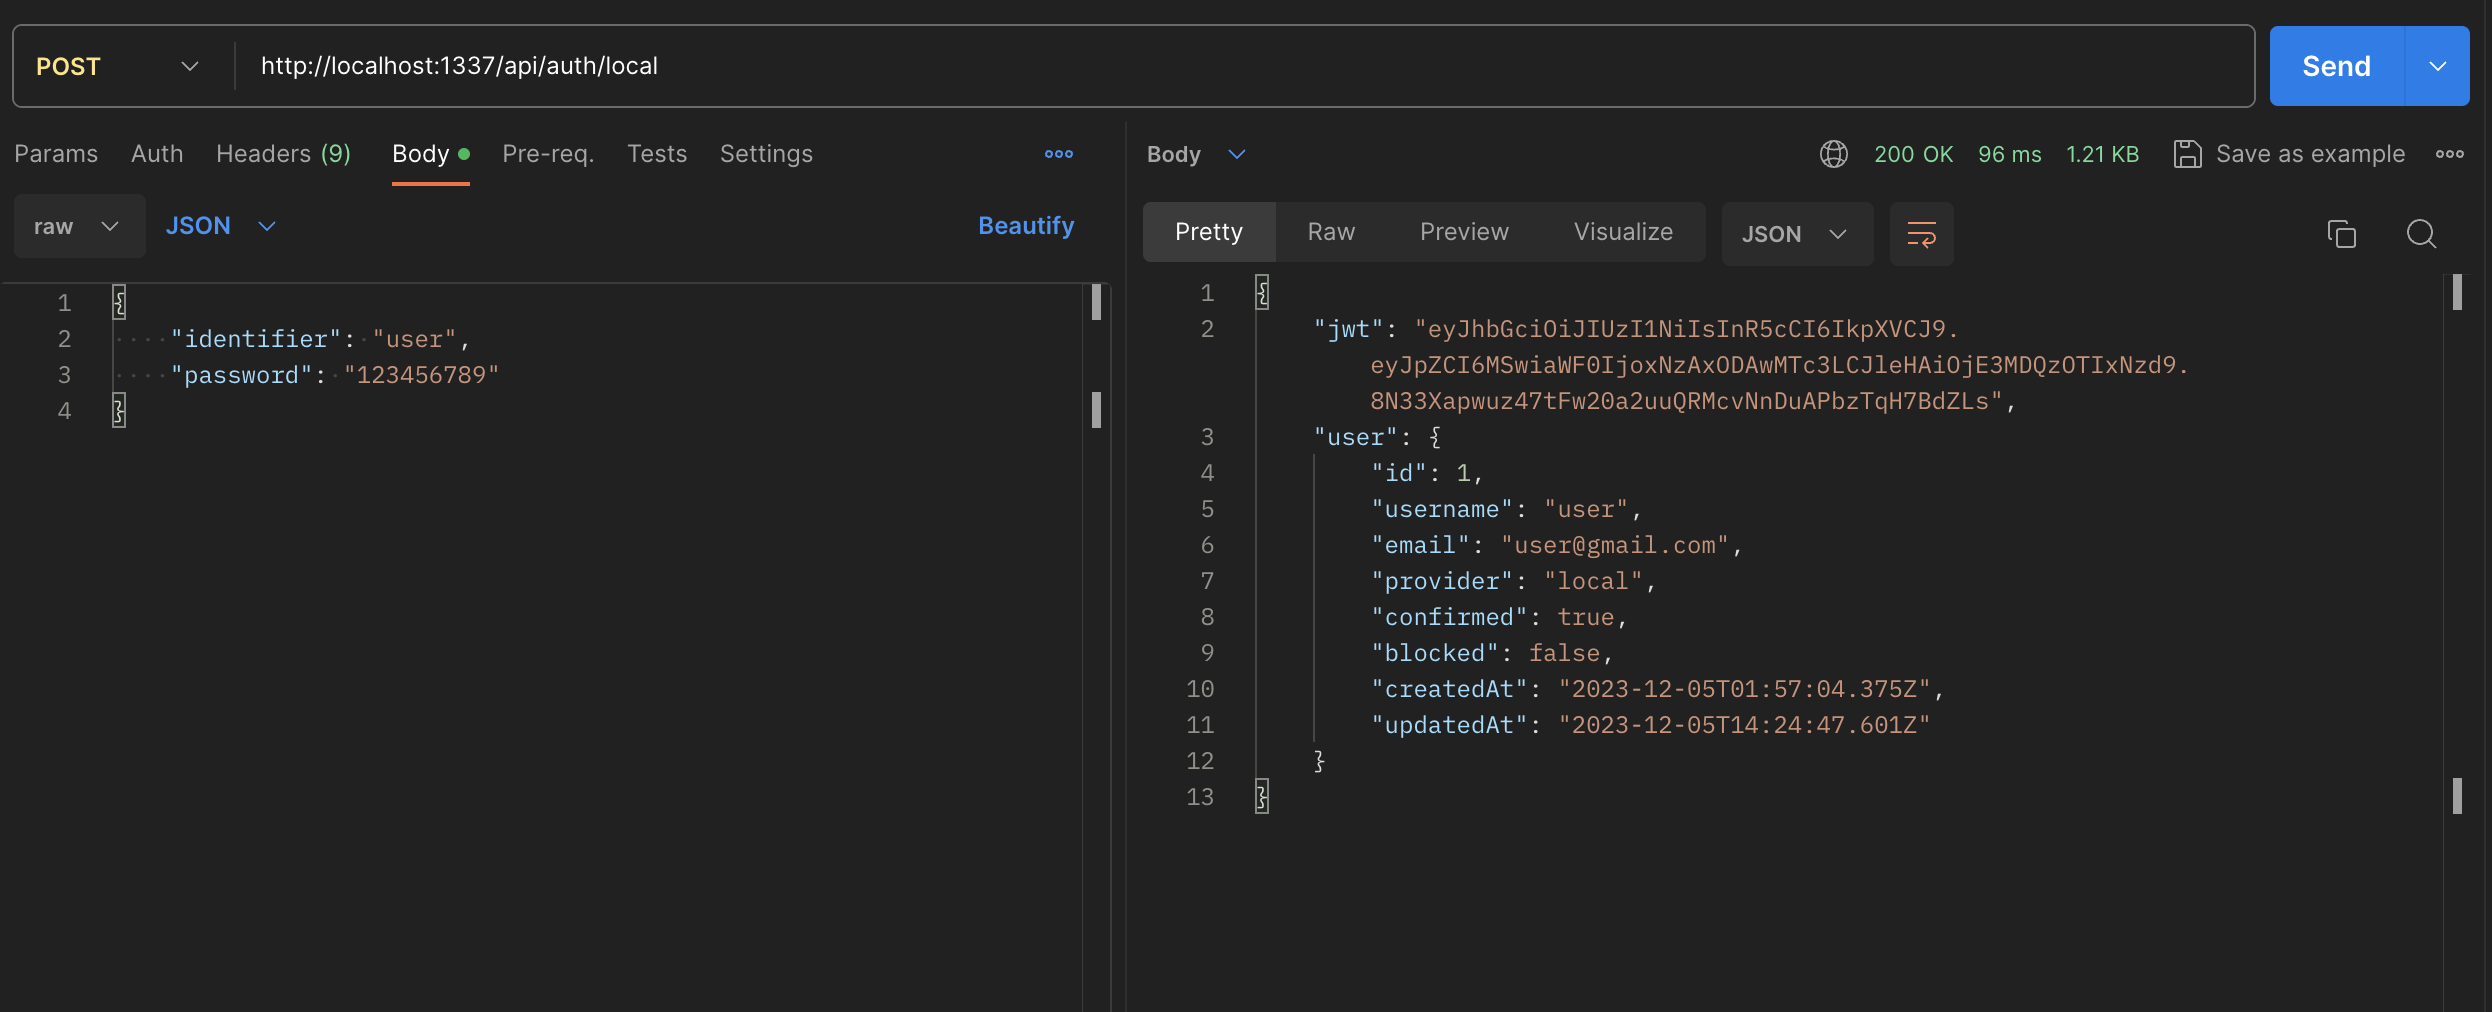 POST http://localhost:1337/api/auth/local Send
Params Auth Headers (9) Body Pre-req. Tests Settings
raw JSON Beautify
1 {
2 "identifier": "user",
3 "password": "123456789"
4 }
Body 200 OK 96 ms 1.21 KB Save as example
Pretty Raw Preview Visualize JSON
1 {
2 "jwt": "eyJhbGciOiJIUzI1NiIsInR5cCI6IkpXVCJ9.
eyJpZCI6MSwiaWF0IjoxNzAxODAwMTc3LCJleHAiOjE3MDQzOTIxNzd9.
8N33Xapwuz47tFw20a2uuQRMcvNnDuAPbzTqH7BdZLs",
3 "user": {
4 "id": 1,
5 "username": "user",
6 "email": "user@gmail.com",
7 "provider": "local",
8 "confirmed": true,
9 "blocked": false,
10 "createdAt": "2023-12-05T01:57:04.375Z",
11 "updatedAt": "2023-12-05T14:24:47.601Z"
12 }
13 }